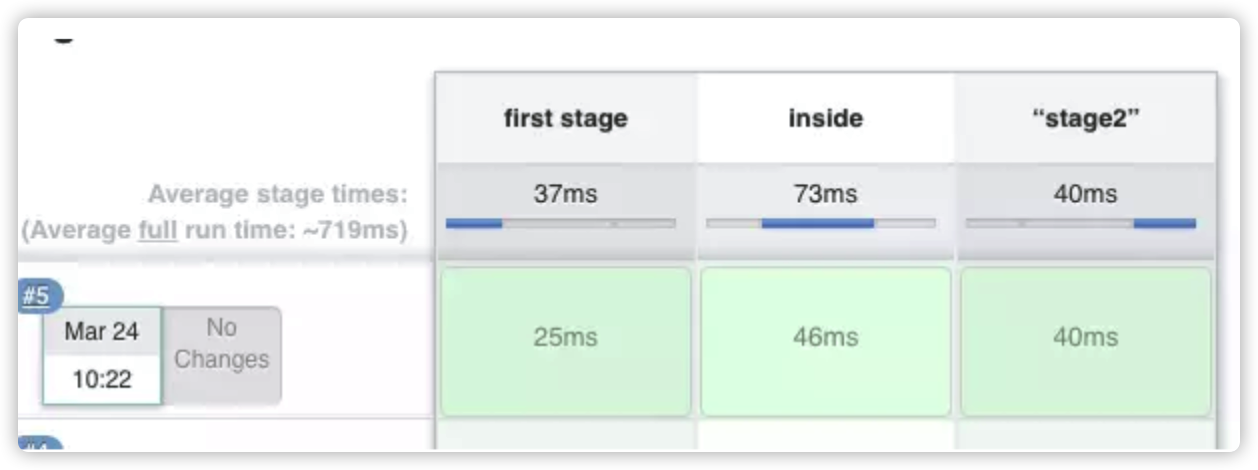 first stage
inside
“stage2”
Average stage times:
37ms
73ms
40ms
(Average full run time: ~719ms)
#5
Mar 24
No
Changes
10:22
25ms
46ms
40ms